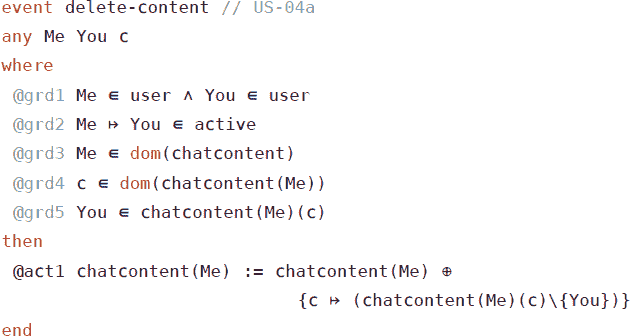 event delete-content // US-04a
any Me You c
where
@grd1 Me ∈ user ∧ You ∈ user
@grd2 Me ↦ You ∈ active
@grd3 Me ∈ dom(chatcontent)
@grd4 c ∈ dom(chatcontent(Me))
@grd5 You ∈ chatcontent(Me)(c)
then
@act1 chatcontent(Me) := chatcontent(Me) ⊕
{c ↦ (chatcontent(Me)(c)\{You})}
end